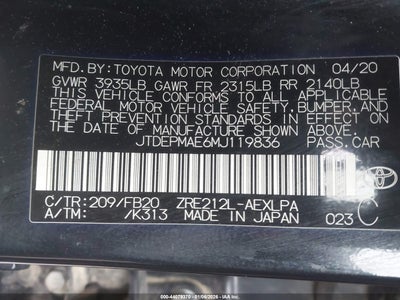 MFD. BY: TOYOTA MOTOR CORPORATION 04/20
GVWR 3935LB GAWR FR 2315LB RR 2140LB
THIS VEHICLE CONFORMS TO ALL APPLICABLE
FEDERAL MOTOR VEHICLE SAFETY, BUMPER, AND
THEFT PREVENTION STANDARDS IN EFFECT ON
THE DATE OF MANUFACTURE SHOWN ABOVE.
JTDEPMAE6MJ119836 PASS. CAR
C/TR: 209/FB20 ZRE212L-AEXLPA
A/TM: /K313 MADE IN JAPAN 023 C